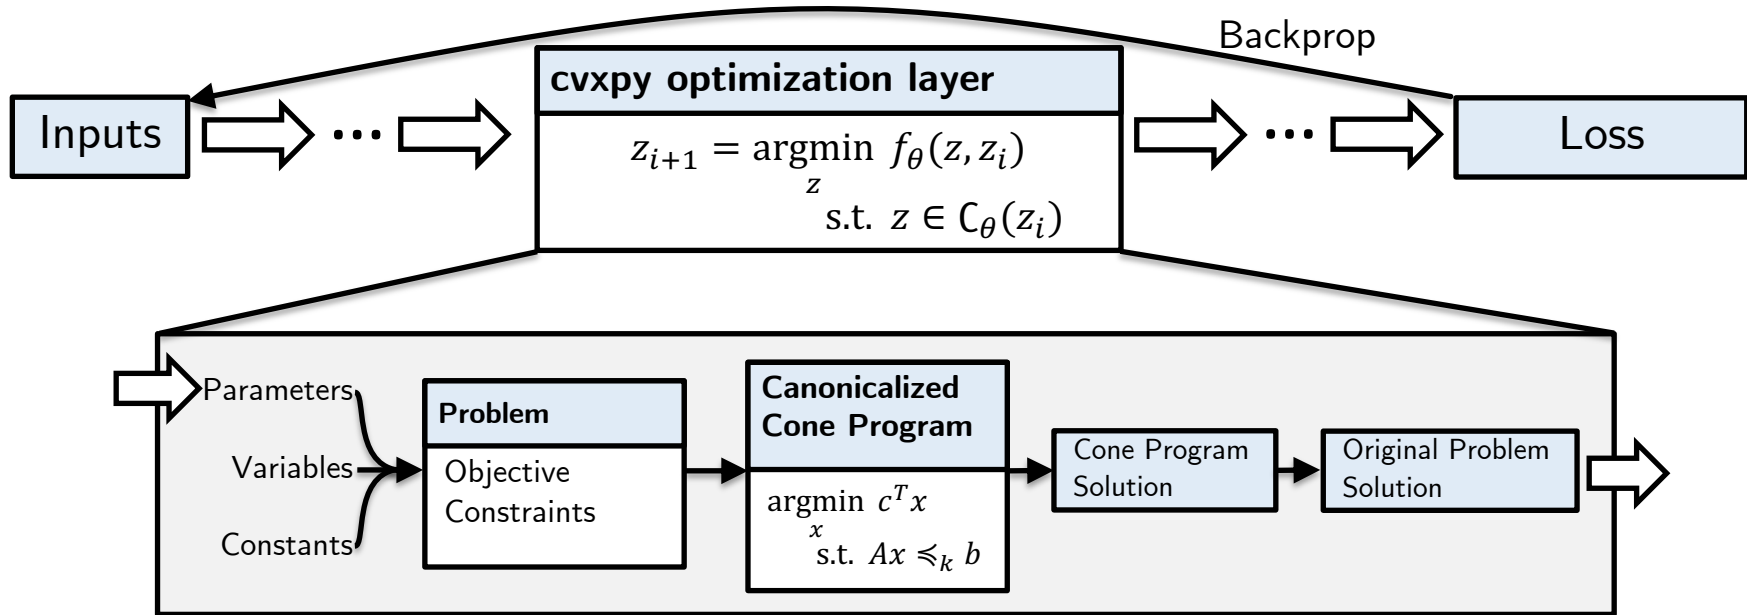 Backprop
Inputs
...
cvxpy optimization layer
z_{i+1} = argmin f_θ(z, z_i)
z
s.t. z ∈ C_θ(z_i)
...
Loss
Parameters
Variables
Constants
Problem
Objective
Constraints
Canonicalized
Cone Program
argmin c^T x
x
s.t. Ax ≼_k b
Cone Program
Solution
Original Problem
Solution